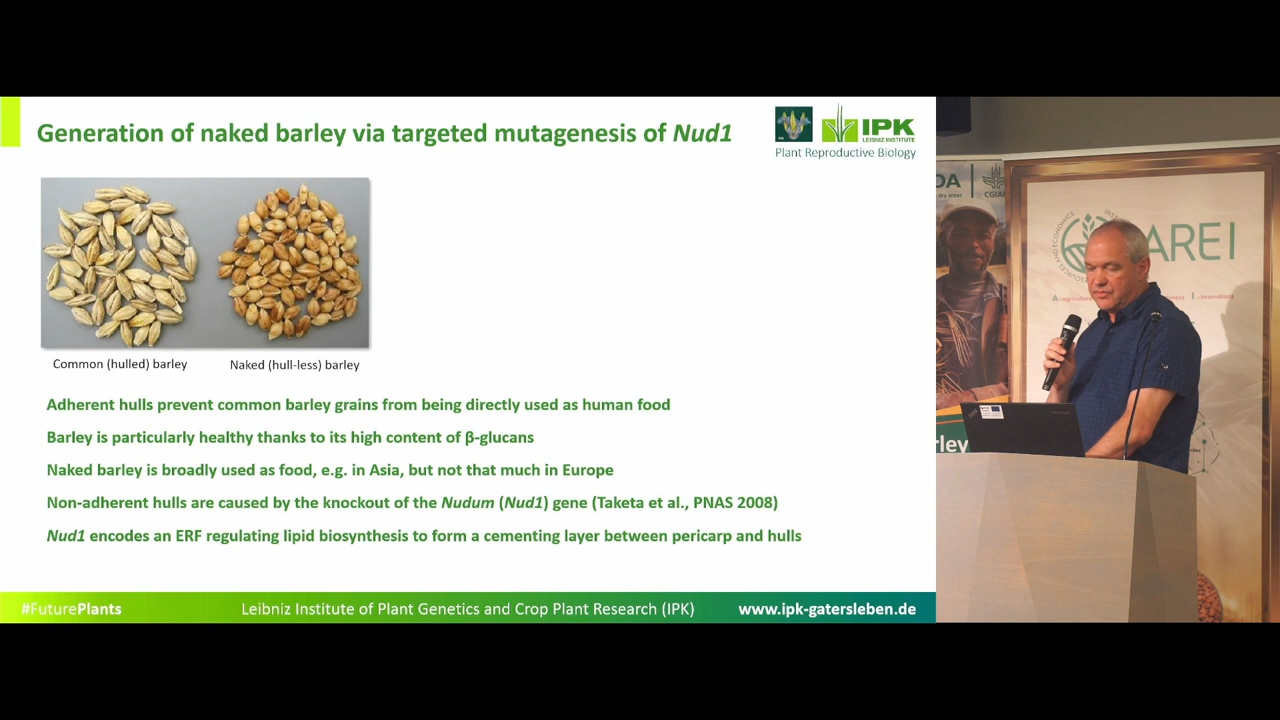 Generation of naked barley via targeted mutagenesis of Nud1
IPK
LEIBNIZ INSTITUTE
Plant Reproductive Biology
Common (hulled) barley
Naked (hull-less) barley
Adherent hulls prevent common barley grains from being directly used as human food
Barley is particularly healthy thanks to its high content of β-glucans
Naked barley is broadly used as food, e.g. in Asia, but not that much in Europe
Non-adherent hulls are caused by the knockout of the Nudum (Nud1) gene (Taketa et al., PNAS 2008)
Nud1 encodes an ERF regulating lipid biosynthesis to form a cementing layer between pericarp and hulls
#FuturePlants
Leibniz Institute of Plant Genetics and Crop Plant Research (IPK)
www.ipk-gatersleben.de
DA
CGIAR
AREI
rley